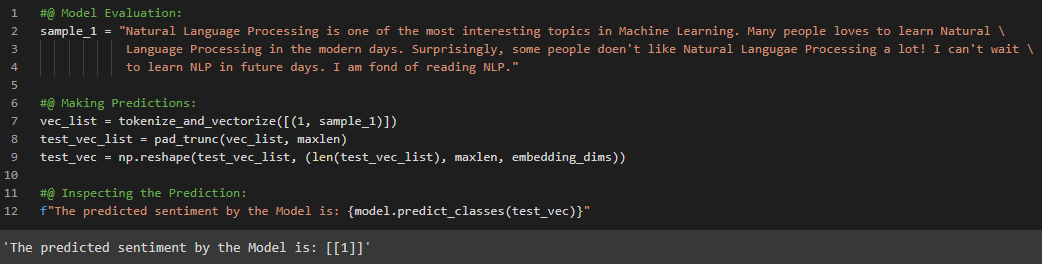 1 #@ Model Evaluation:
2 sample_1 = "Natural Language Processing is one of the most interesting topics in Machine Learning. Many people loves to learn Natural \
3 Language Processing in the modern days. Surprisingly, some people doen't like Natural Langugae Processing a lot! I can't wait \
4 to learn NLP in future days. I am fond of reading NLP."
5
6 #@ Making Predictions:
7 vec_list = tokenize_and_vectorize([(1, sample_1)])
8 test_vec_list = pad_trunc(vec_list, maxlen)
9 test_vec = np.reshape(test_vec_list, (len(test_vec_list), maxlen, embedding_dims))
10
11 #@ Inspecting the Prediction:
12 f"The predicted sentiment by the Model is: {model.predict_classes(test_vec)}"
'The predicted sentiment by the Model is: [[1]]'